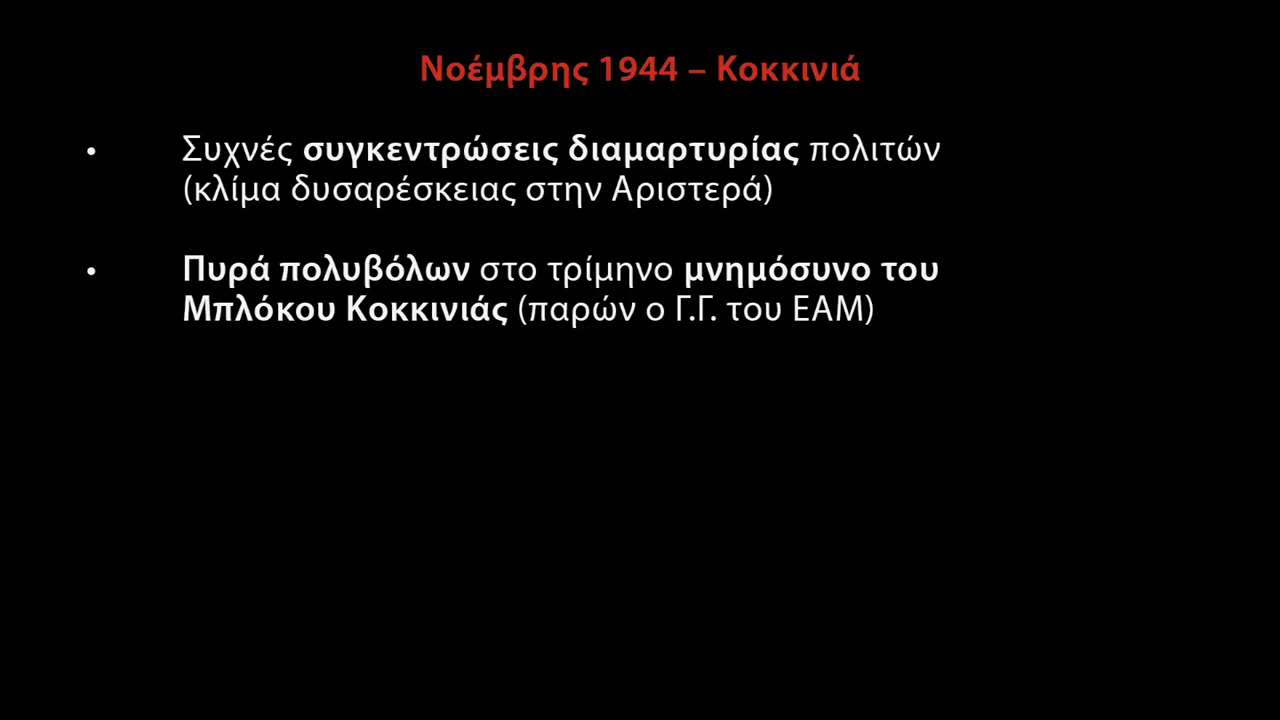 Νοέμβρης 1944 – Κοκκινιά
• Συχνές συγκεντρώσεις διαμαρτυρίας πολιτών
(κλίμα δυσαρέσκειας στην Αριστερά)
• Πυρά πολυβόλων στο τρίμηνο μνημόσυνο του
Μπλόκου Κοκκινιάς (παρών ο Γ.Γ. του ΕΑΜ)